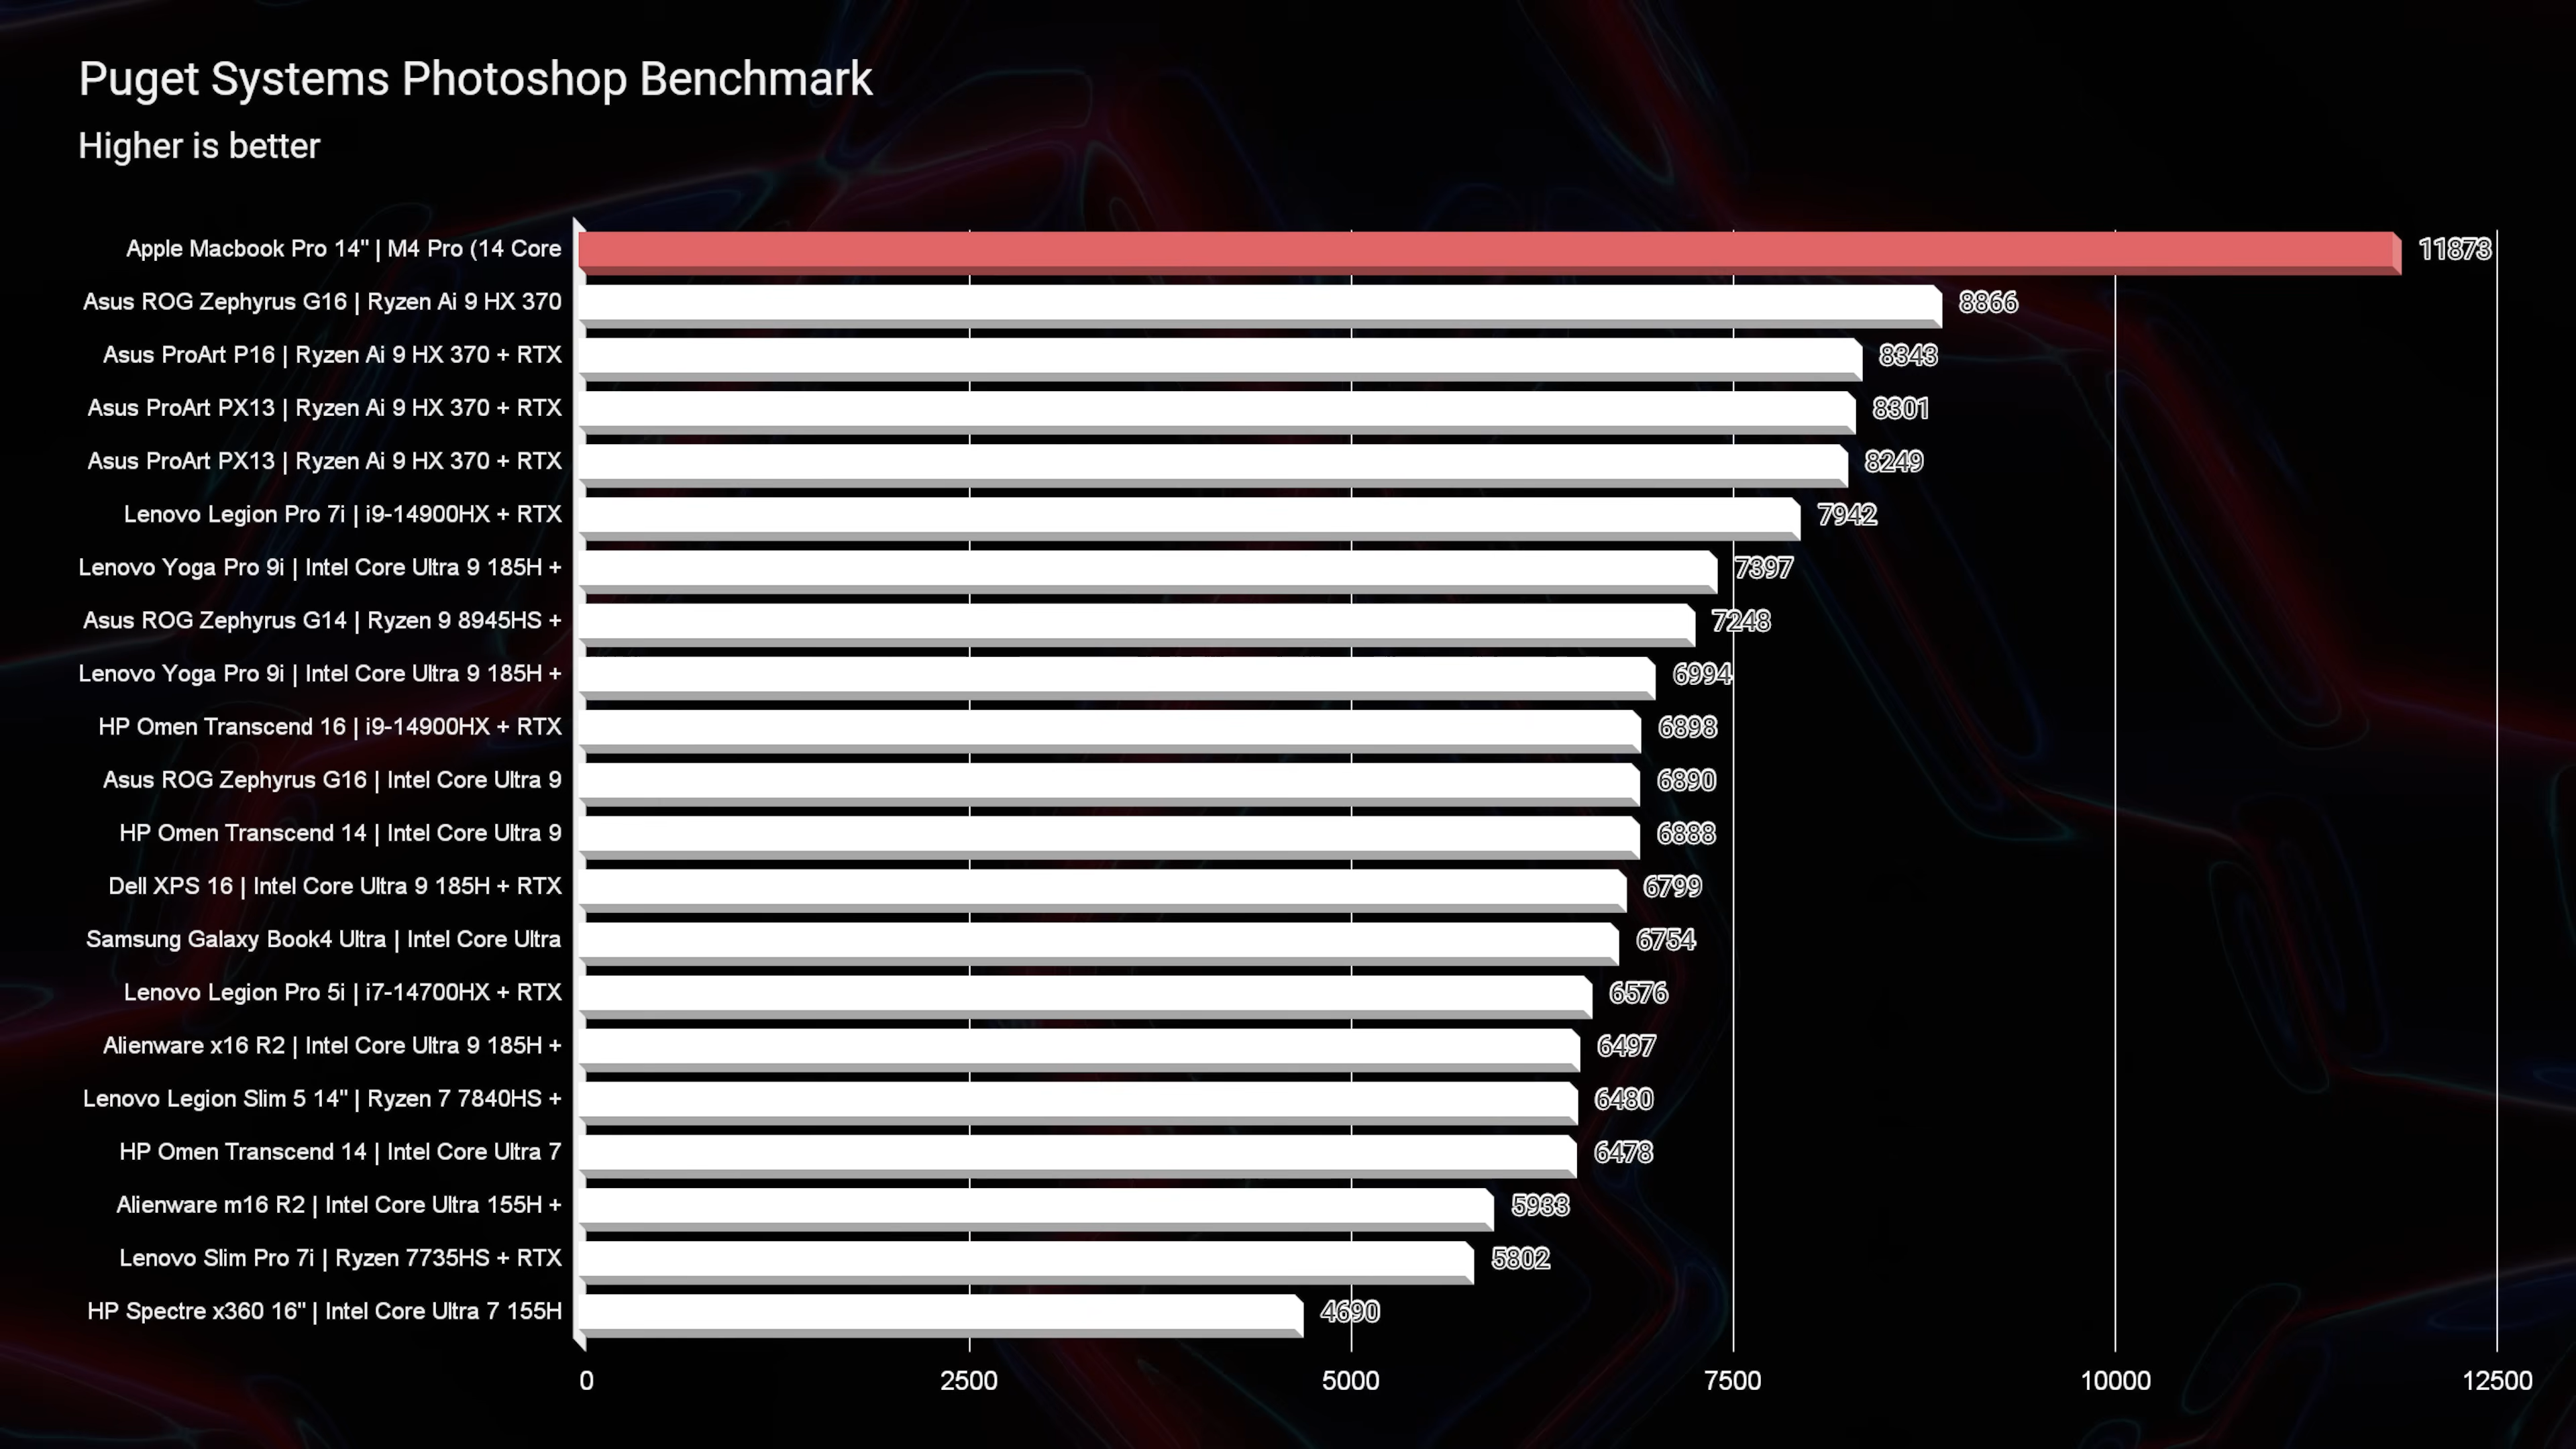 Puget Systems Photoshop Benchmark
Higher is better
Apple Macbook Pro 14" | M4 Pro (14 Core 11873
Asus ROG Zephyrus G16 | Ryzen Ai 9 HX 370 8866
Asus ProArt P16 | Ryzen Ai 9 HX 370 + RTX 8343
Asus ProArt PX13 | Ryzen Ai 9 HX 370 + RTX 8301
Asus ProArt PX13 | Ryzen Ai 9 HX 370 + RTX 8249
Lenovo Legion Pro 7i | i9-14900HX + RTX 7942
Lenovo Yoga Pro 9i | Intel Core Ultra 9 185H + 7397
Asus ROG Zephyrus G14 | Ryzen 9 8945HS + 7248
Lenovo Yoga Pro 9i | Intel Core Ultra 9 185H + 6994
HP Omen Transcend 16 | i9-14900HX + RTX 6898
Asus ROG Zephyrus G16 | Intel Core Ultra 9 6890
HP Omen Transcend 14 | Intel Core Ultra 9 6888
Dell XPS 16 | Intel Core Ultra 9 185H + RTX 6799
Samsung Galaxy Book4 Ultra | Intel Core Ultra 6754
Lenovo Legion Pro 5i | i7-14700HX + RTX 6576
Alienware x16 R2 | Intel Core Ultra 9 185H + 6497
Lenovo Legion Slim 5 14" | Ryzen 7 7840HS + 6480
HP Omen Transcend 14 | Intel Core Ultra 7 6478
Alienware m16 R2 | Intel Core Ultra 155H + 5933
Lenovo Slim Pro 7i | Ryzen 7735HS + RTX 5802
HP Spectre x360 16" | Intel Core Ultra 7 155H 4690
0 2500 5000 7500 10000 12500